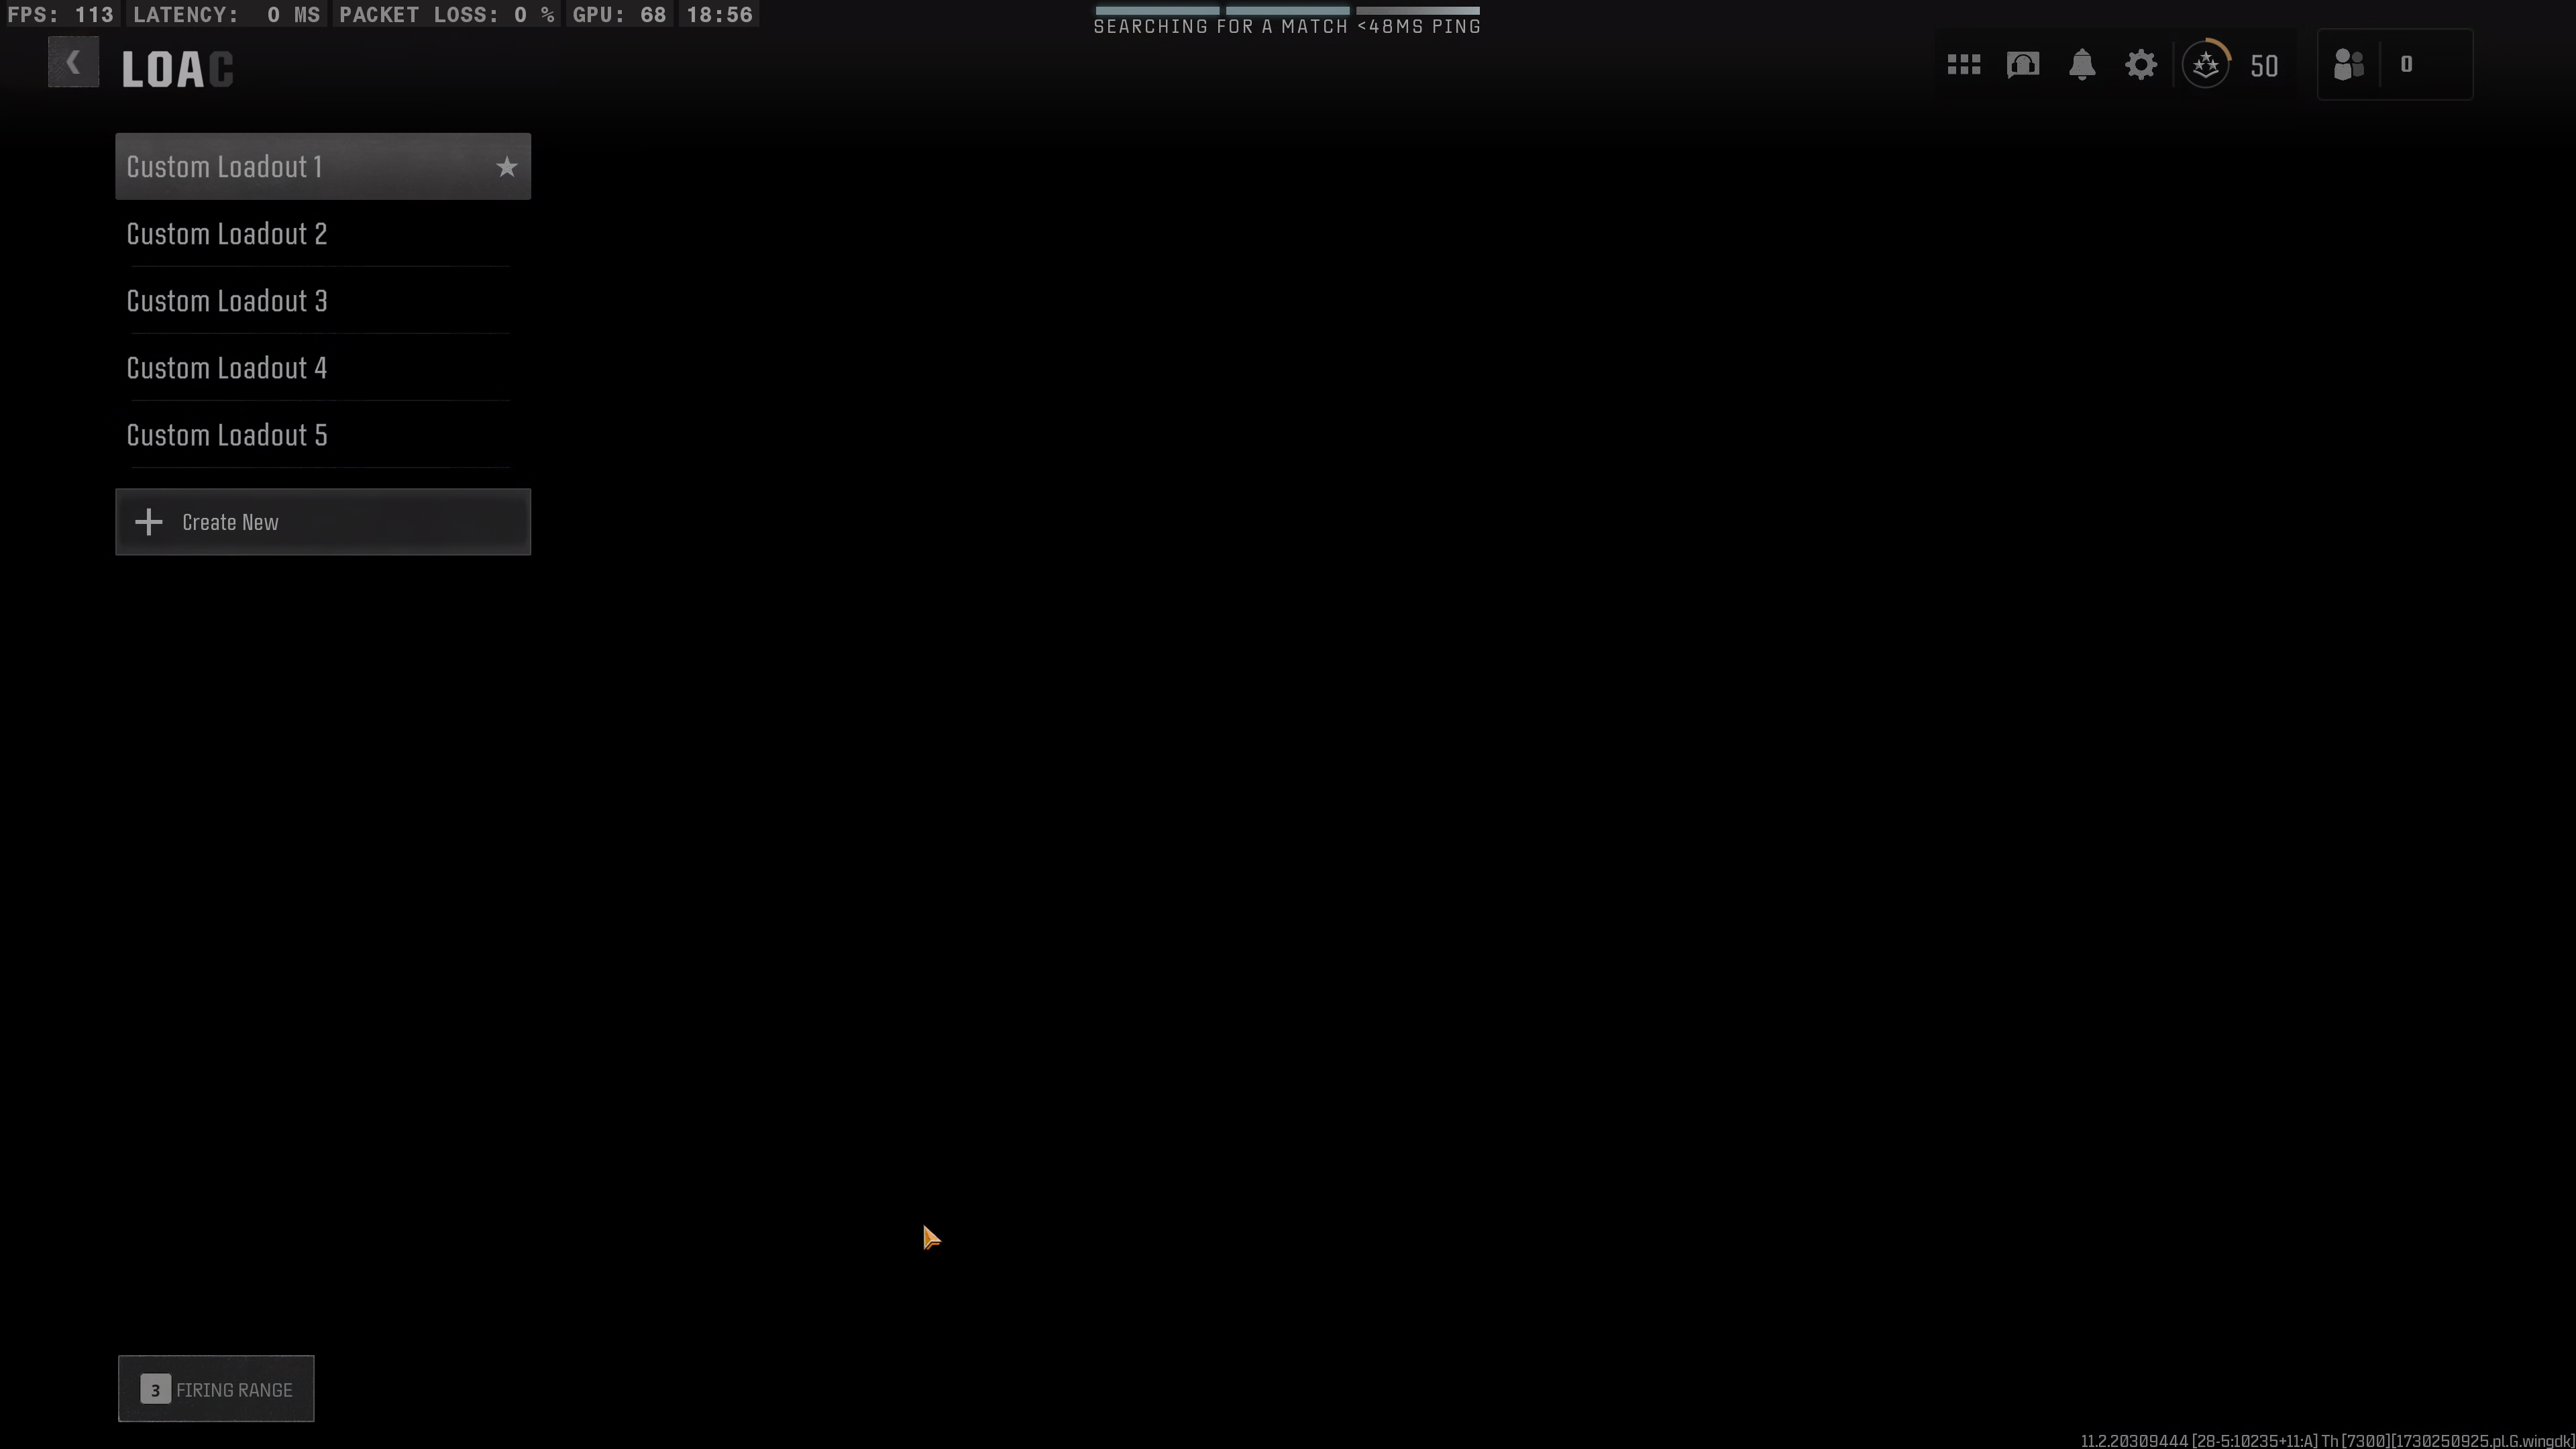 FPS: 113 LATENCY: 0 MS PACKET LOSS: 0 % GPU: 68 18:56
SEARCHING FOR A MATCH <48MS PING
LOAC
50
0
Custom Loadout 1
Custom Loadout 2
Custom Loadout 3
Custom Loadout 4
Custom Loadout 5
Create New
3 FIRING RANGE
11.2.20309444 [28-5:10235+11:A] Th [7300][1730250925.pl.G.wingdk]